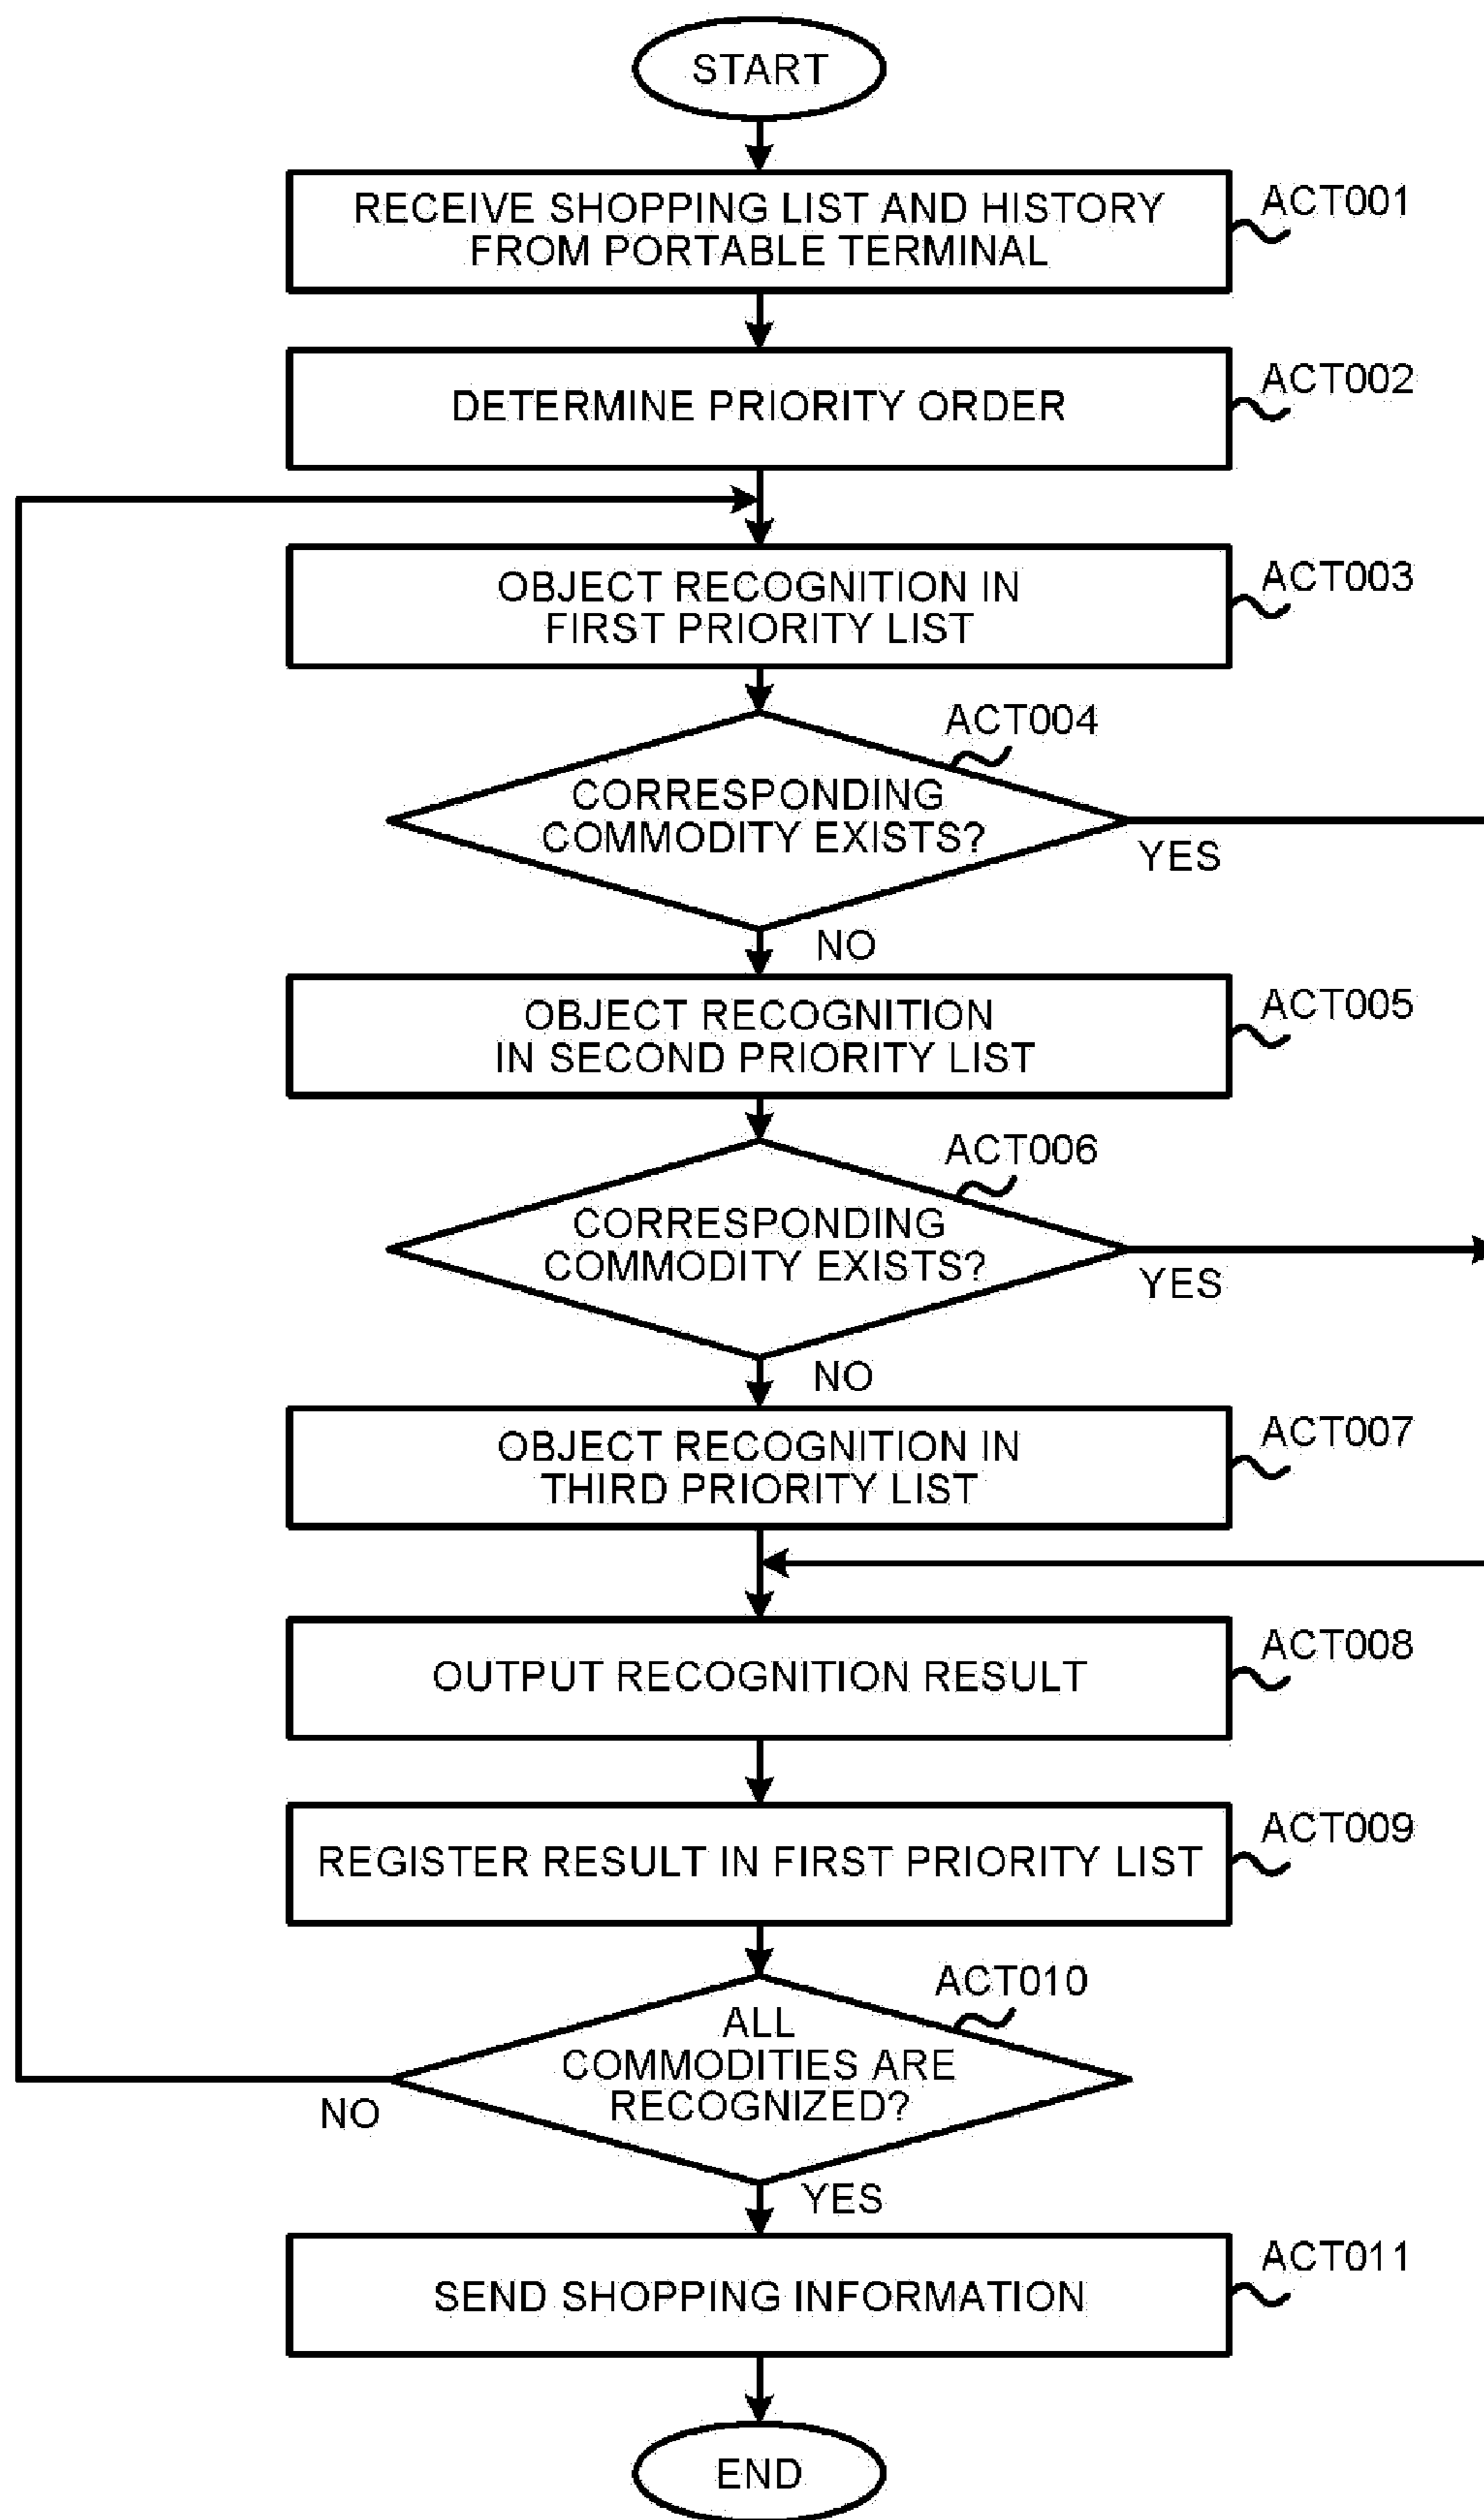 START
RECEIVE SHOPPING LIST AND HISTORY
FROM PORTABLE TERMINAL
ACT001
DETERMINE PRIORITY ORDER
ACT002
OBJECT RECOGNITION IN
FIRST PRIORITY LIST
ACT003
ACT004
CORRESPONDING
COMMODITY EXISTS?
YES
NO
OBJECT RECOGNITION
IN SECOND PRIORITY LIST
ACT005
ACT006
CORRESPONDING
COMMODITY EXISTS?
YES
NO
OBJECT RECOGNITION IN
THIRD PRIORITY LIST
ACT007
OUTPUT RECOGNITION RESULT
ACT008
REGISTER RESULT IN FIRST PRIORITY LIST
ACT009
ACT010
ALL
COMMODITIES ARE
RECOGNIZED?
NO
YES
SEND SHOPPING INFORMATION
ACT011
END